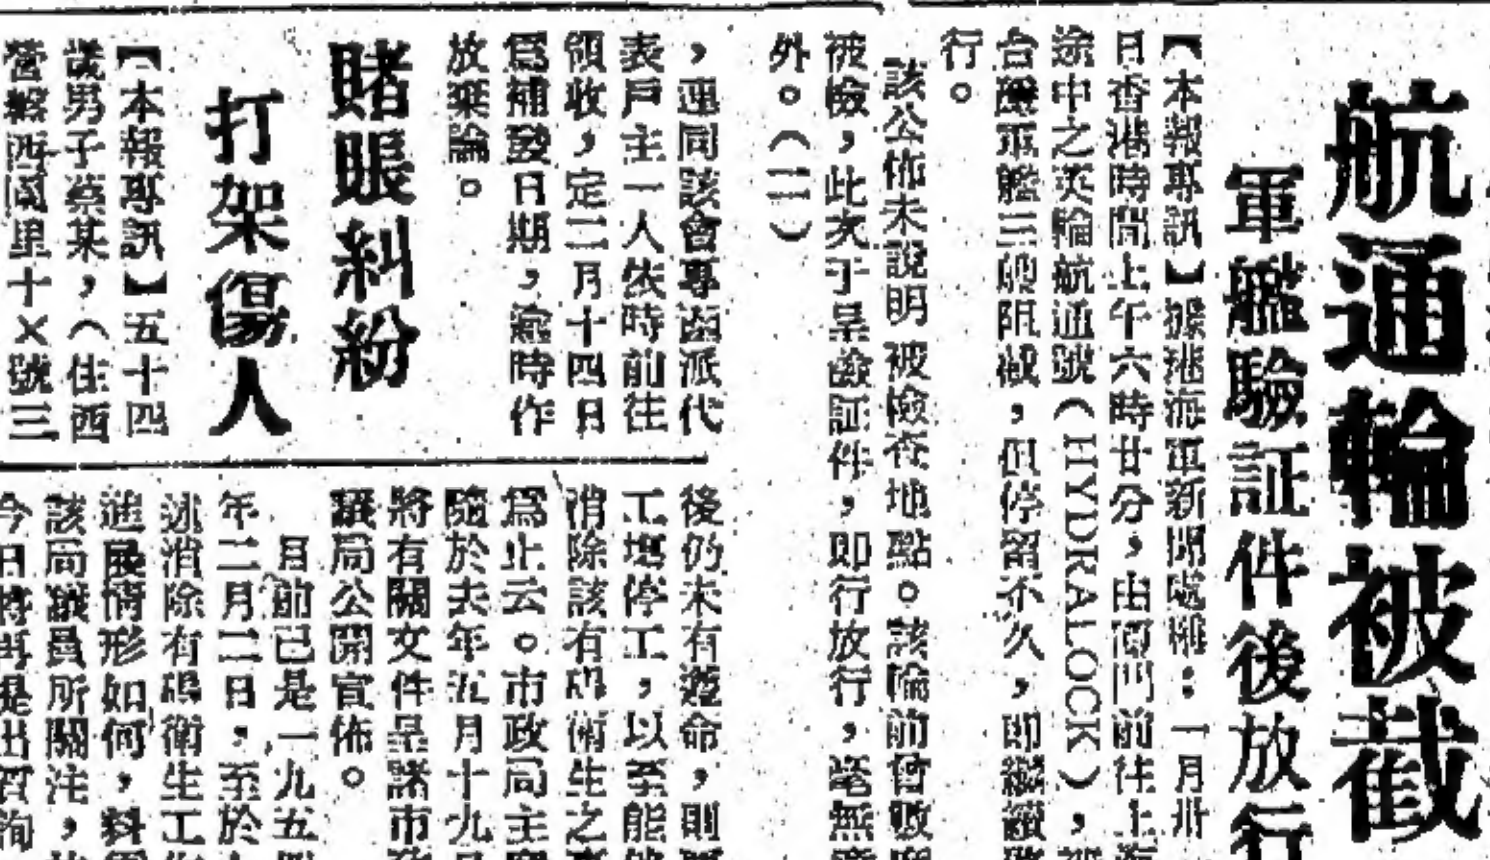 航通輪被截
軍艦驗証件後放行
【本報專訊】據港海軍新聞處稱：一月卅
月香港時間上午六時廿分，由廈門前往上海
途中之英輪航通號（HYDRALOCK），被
台灣軍艦三艘阻截，但停留不久，即繼續
行。
該公佈未說明被檢查地點。該輪前曾數
被檢，此次于呈驗証件，即行放行，毫無
外。（二）
，連同該會專函派代
表戶主一人依時前往
領收，定二月十四日
為補發日期，逾時作
放棄論。
賭賬糾紛
打架傷人
【本報專訊】五十四
歲男子蔡某，（住西
營盤西園里十X號三
後仍未有遵命，則
工塲停工，以至能
消除該有碍衛生之
為止云。市政局主
隨於去年五月十九
將有關文件呈諸市
議局公開宣佈。
月前已是一九五
年二月二日，至於
述消除有碍衛生工
進展情形如何，料
該局議員所關注，
今日將再提出質詢